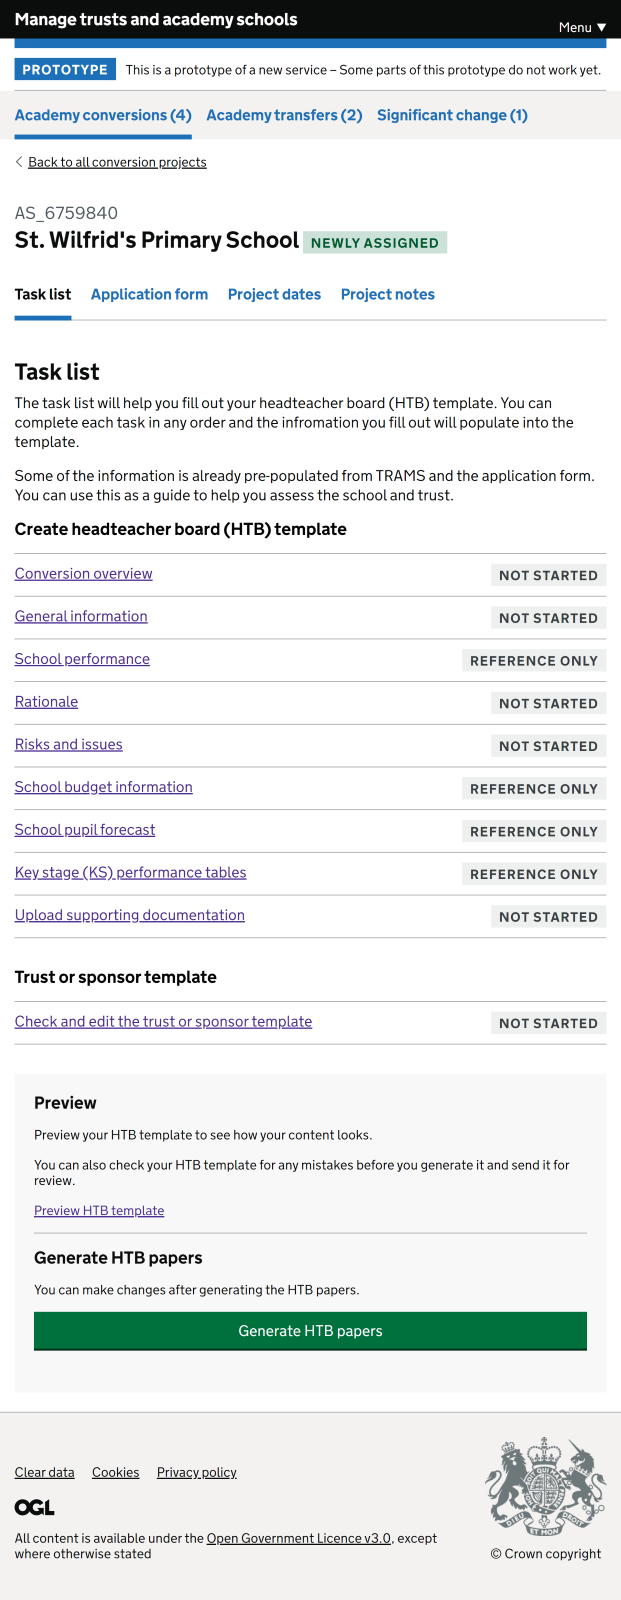 Manage trusts and academy schools
Menu ▼
PROTOTYPE This is a prototype of a new service – Some parts of this prototype do not work yet.
Academy conversions (4) Academy transfers (2) Significant change (1)
Back to all conversion projects
AS_6759840
St. Wilfrid's Primary School NEWLY ASSIGNED
Task list Application form Project dates Project notes
Task list
The task list will help you fill out your headteacher board (HTB) template. You can
complete each task in any order and the infromation you fill out will populate into the
template.
Some of the information is already pre-populated from TRAMS and the application form.
You can use this as a guide to help you assess the school and trust.
Create headteacher board (HTB) template
Conversion overview NOT STARTED
General information NOT STARTED
School performance REFERENCE ONLY
Rationale NOT STARTED
Risks and issues NOT STARTED
School budget information REFERENCE ONLY
School pupil forecast REFERENCE ONLY
Key stage (KS) performance tables REFERENCE ONLY
Upload supporting documentation NOT STARTED
Trust or sponsor template
Check and edit the trust or sponsor template NOT STARTED
Preview
Preview your HTB template to see how your content looks.
You can also check your HTB template for any mistakes before you generate it and send it for
review.
Preview HTB template
Generate HTB papers
You can make changes after generating the HTB papers.
Generate HTB papers
Clear data Cookies Privacy policy
OGL
All content is available under the Open Government Licence v3.0, except
where otherwise stated
DIEU ET MON DROIT
© Crown copyright